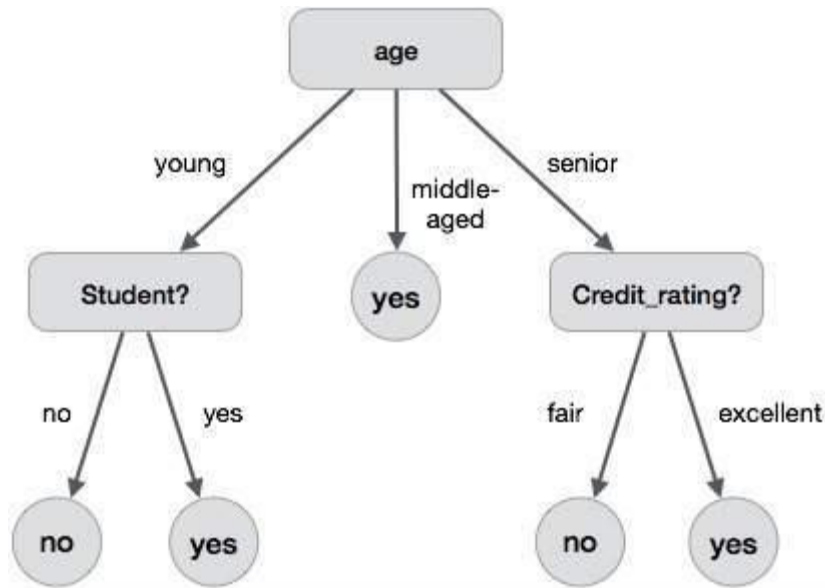 age
young
middle-
aged
senior
Student?
yes
Credit_rating?
no
yes
fair
excellent
no
yes
no
yes